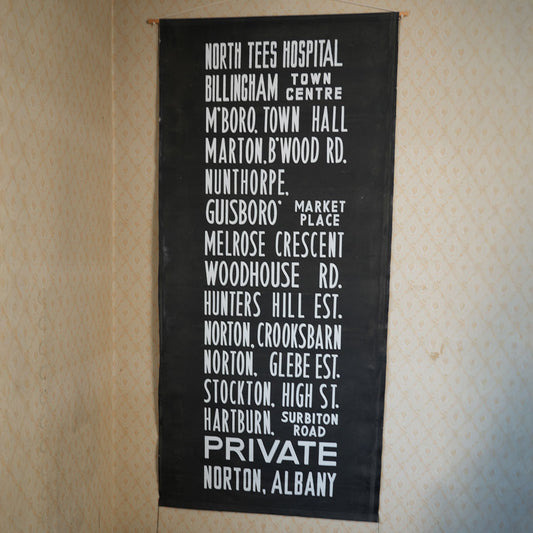 NORTH TEES HOSPITAL
BILLINGHAM TOWN CENTRE
M'BORO. TOWN HALL
MARTON. B'WOOD RD.
NUNTHORPE.
GUISBORO' MARKET PLACE
MELROSE CRESCENT
WOODHOUSE RD.
HUNTERS HILL EST.
NORTON, CROOKSBARN
NORTON, GLEBE EST.
STOCKTON. HIGH ST.
HARTBURN. SURBITON ROAD
PRIVATE
NORTON, ALBANY